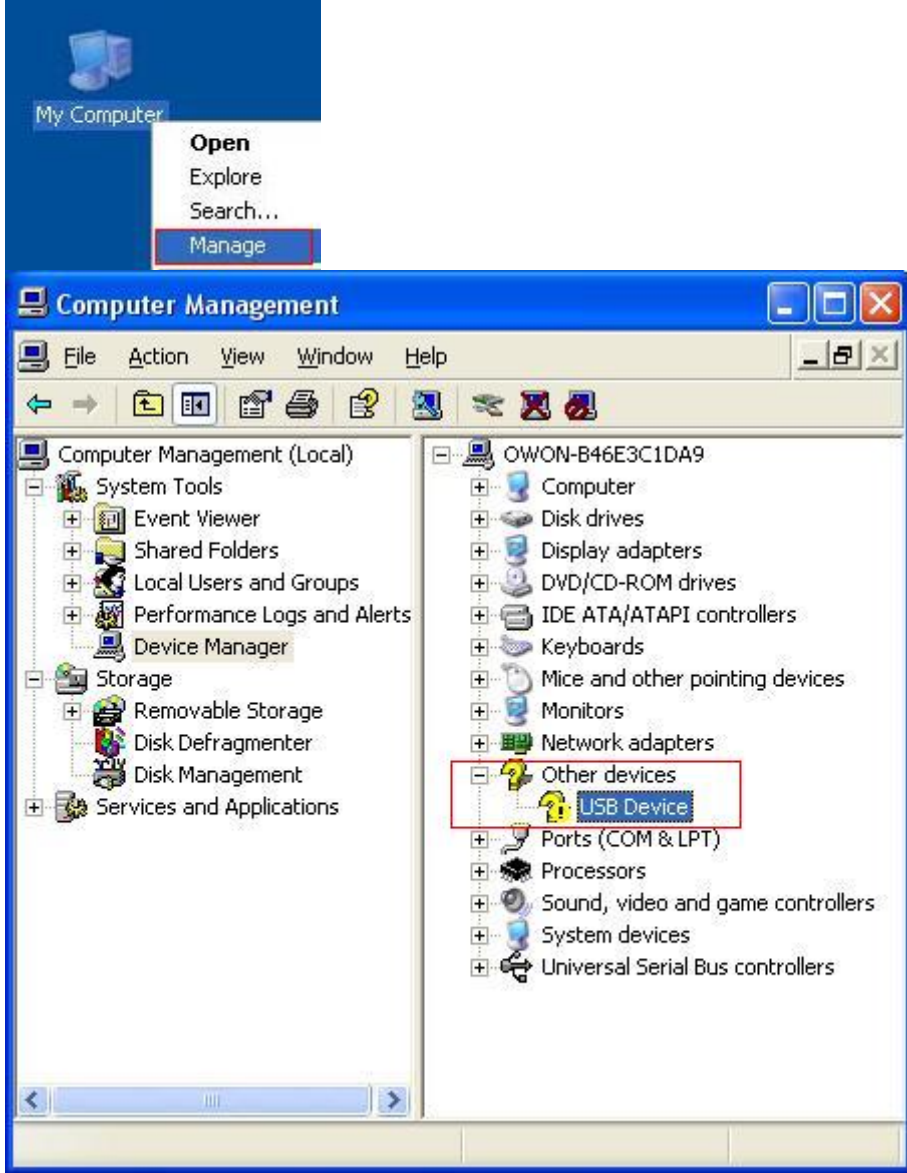 My Computer
Open
Explore
Search...
Manage
Computer Management
File Action View Window Help
Computer Management (Local)
System Tools
Event Viewer
Shared Folders
Local Users and Groups
Performance Logs and Alerts
Device Manager
Storage
Removable Storage
Disk Defragmenter
Disk Management
Services and Applications
OWON-B46E3C1DA9
Computer
Disk drives
Display adapters
DVD/CD-ROM drives
IDE ATA/ATAPI controllers
Keyboards
Mice and other pointing devices
Monitors
Network adapters
Other devices
USB Device
Ports (COM & LPT)
Processors
Sound, video and game controllers
System devices
Universal Serial Bus controllers